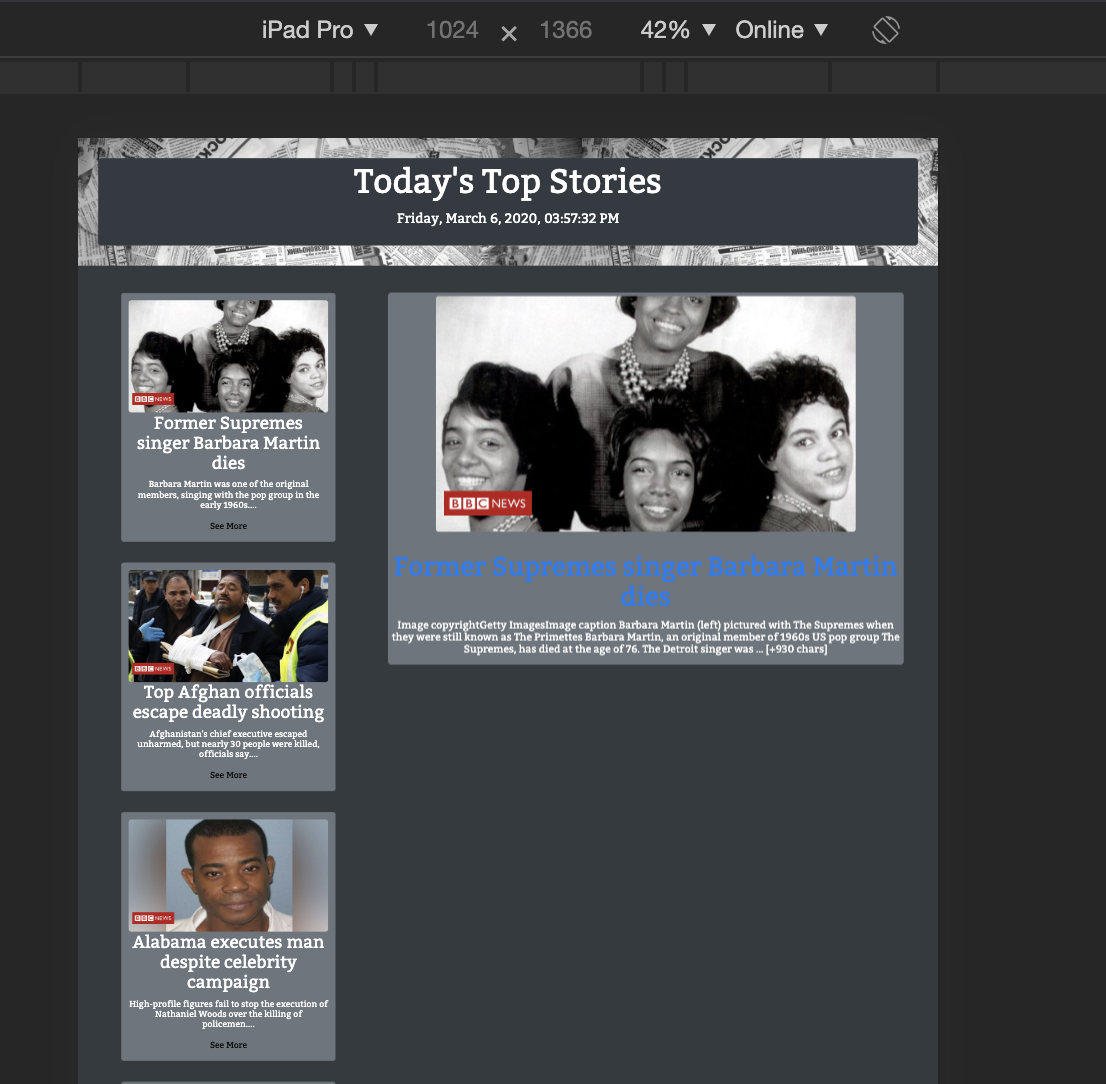 iPad Pro ▼ 1024 × 1366 42% ▼ Online ▼
Today's Top Stories
Friday, March 6, 2020, 03:57:32 PM
BBC NEWS
Former Supremes
singer Barbara Martin
dies
Barbara Martin was one of the original
members, singing with the pop group in the
early 1960s....
See More
BBC NEWS
Top Afghan officials
escape deadly shooting
Afghanistan's chief executive escaped
unharmed, but nearly 30 people were killed,
officials say....
See More
BBC NEWS
Alabama executes man
despite celebrity
campaign
High-profile figures fail to stop the execution of
Nathaniel Woods over the killing of
policemen....
See More
BBC NEWS
Former Supremes singer Barbara Martin
dies
Image copyrightGetty ImagesImage caption Barbara Martin (left) pictured with The Supremes when
they were still known as The Primettes Barbara Martin, an original member of 1960s US pop group The
Supremes, has died at the age of 76. The Detroit singer was ... [+930 chars]